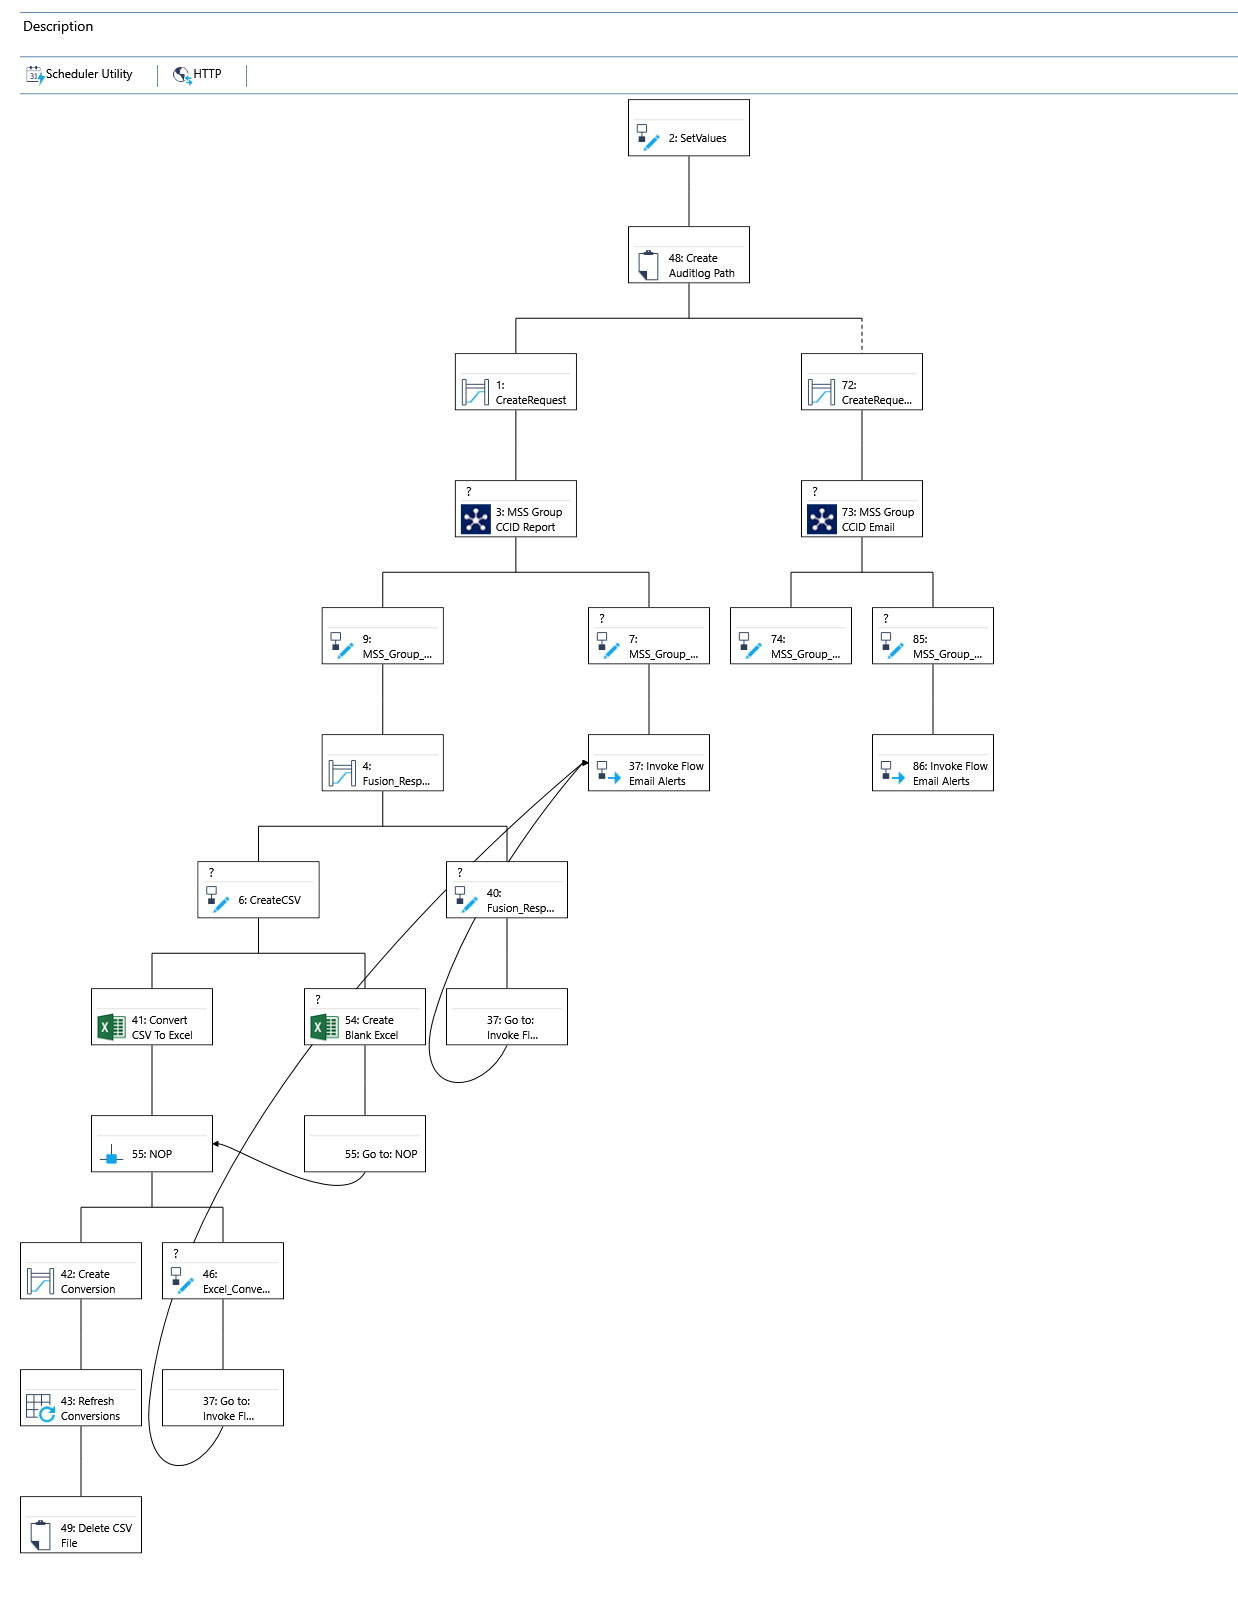 Description
Scheduler Utility
HTTP
2: SetValues
48: Create
Auditlog Path
1:
CreateRequest
72:
CreateReque...
?
3: MSS Group
CCID Report
?
73: MSS Group
CCID Email
9:
MSS_Group_...
?
7:
MSS_Group_...
74:
MSS_Group_...
?
85:
MSS_Group_...
4:
Fusion_Resp...
37: Invoke Flow
Email Alerts
86: Invoke Flow
Email Alerts
?
6: CreateCSV
?
40:
Fusion_Resp...
41: Convert
CSV To Excel
?
54: Create
Blank Excel
37: Go to:
Invoke Fl...
55: NOP
55: Go to: NOP
42: Create
Conversion
?
46:
Excel_Conve...
43: Refresh
Conversions
37: Go to:
Invoke Fl...
49: Delete CSV
File